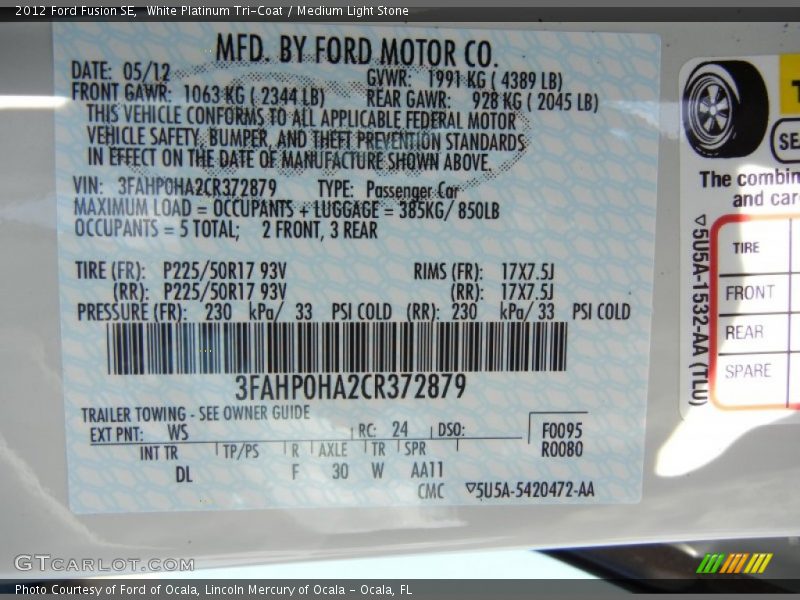 2012 Ford Fusion SE,  White Platinum Tri-Coat / Medium Light Stone
MFD. BY FORD MOTOR CO.
DATE: 05/12 GVWR: 1991 KG ( 4389 LB)
FRONT GAWR: 1063 KG ( 2344 LB) REAR GAWR: 928 KG ( 2045 LB)
THIS VEHICLE CONFORMS TO ALL APPLICABLE FEDERAL MOTOR
VEHICLE SAFETY, BUMPER, AND THEFT PREVENTION STANDARDS
IN EFFECT ON THE DATE OF MANUFACTURE SHOWN ABOVE.
VIN: 3FAHP0HA2CR372879 TYPE: Passenger Car
MAXIMUM LOAD = OCCUPANTS + LUGGAGE = 385KG/ 850LB
OCCUPANTS = 5 TOTAL; 2 FRONT, 3 REAR
TIRE (FR): P225/50R17 93V RIMS (FR): 17X7.5J
(RR): P225/50R17 93V (RR): 17X7.5J
PRESSURE (FR): 230 kPa/ 33 PSI COLD (RR): 230 kPa/ 33 PSI COLD
3FAHP0HA2CR372879
TRAILER TOWING - SEE OWNER GUIDE
EXT PNT: WS RC: 24 DSO: F0095
INT TR TP/PS R AXLE TR SPR R0080
DL F 30 W AA11
CMC ▽5U5A-5420472-AA
T
SE
The combin
and car
▽5U5A-1532-AA (TLU)
TIRE
FRONT
REAR
SPARE
GTCARLOT.COM
Photo Courtesy of Ford of Ocala, Lincoln Mercury of Ocala - Ocala, FL